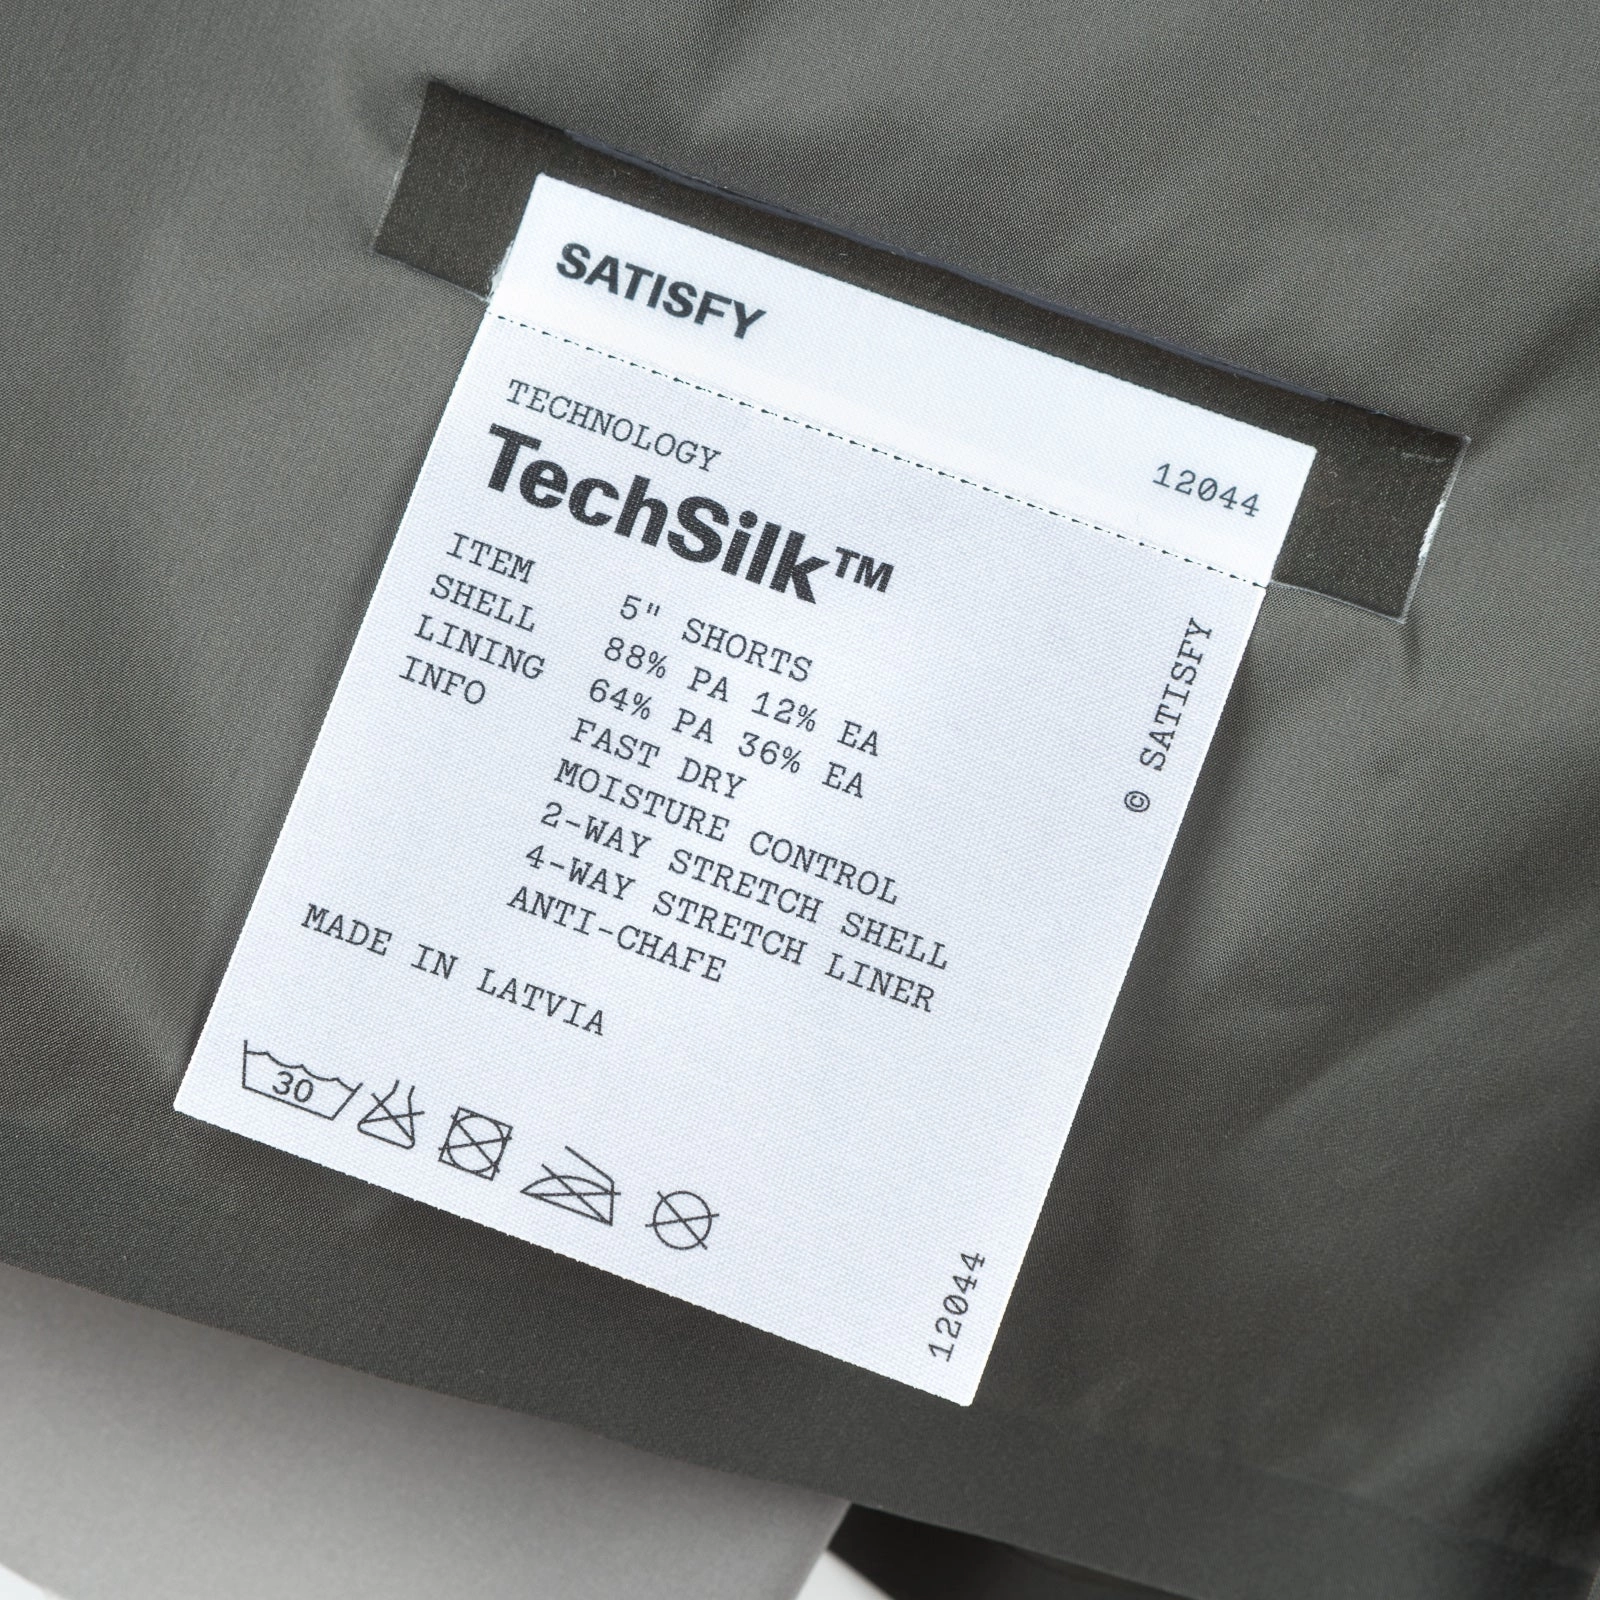 SATISFY
12044
TECHNOLOGY
TechSilk™
ITEM 5" SHORTS
SHELL 88% PA 12% EA
LINING 64% PA 36% EA
INFO FAST DRY
MOISTURE CONTROL
2-WAY STRETCH SHELL
4-WAY STRETCH LINER
ANTI-CHAFE
MADE IN LATVIA
30
© SATISFY
12044